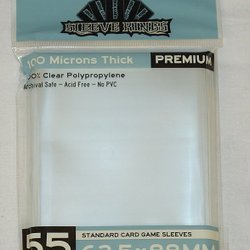 SLEEVE KINGS
100 Microns Thick
PREMIUM
100% Clear Polypropylene
Archival Safe – Acid Free – No PVC
55
STANDARD CARD GAME SLEEVES
63.5x88MM